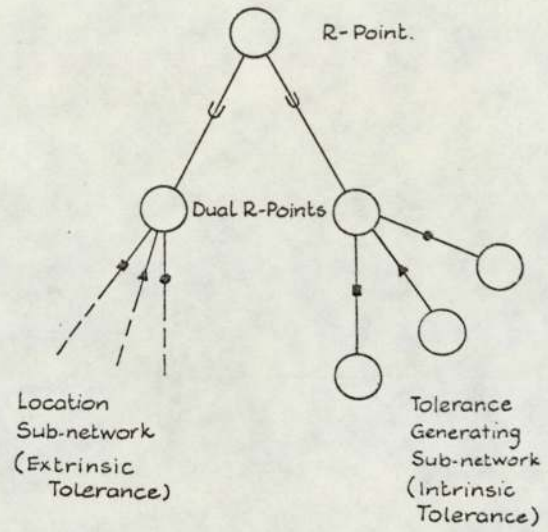 R-Point.
Dual R-Points
Location
Sub-network
(Extrinsic
Tolerance)
Tolerance
Generating
Sub-network
(Intrinsic
Tolerance)